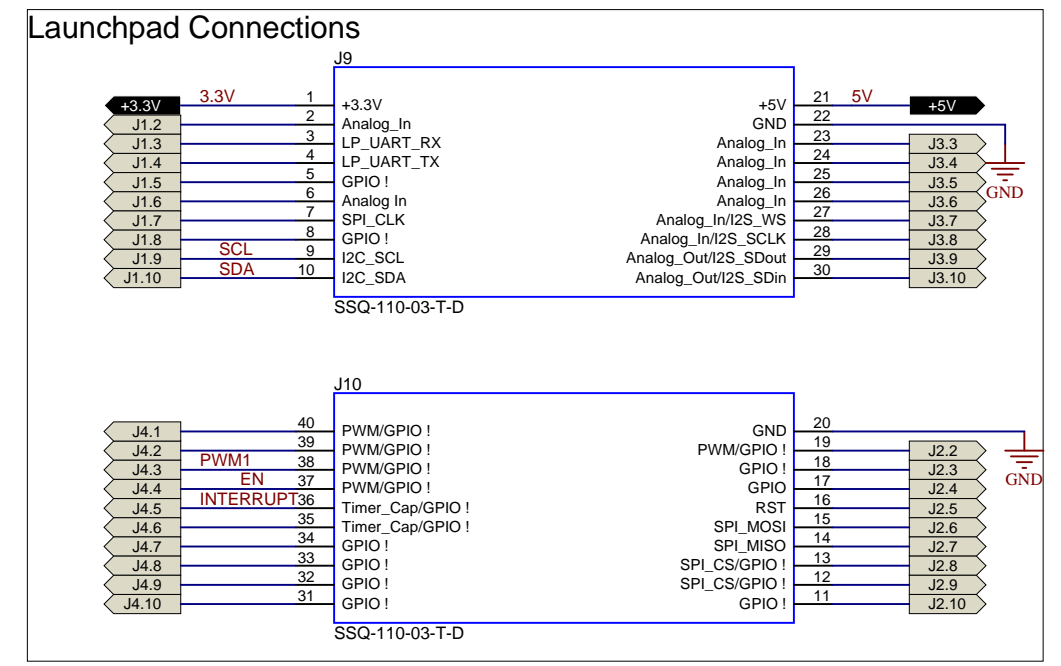 Launchpad Connections
J9
+3.3V 3.3V 1 +3.3V +5V 21 5V +5V
J1.2 2 Analog_In GND 22
J1.3 3 LP_UART_RX Analog_In 23 J3.3
J1.4 4 LP_UART_TX Analog_In 24 J3.4
J1.5 5 GPIO ! Analog_In 25 J3.5
J1.6 6 Analog In Analog_In 26 J3.6
GND
J1.7 7 SPI_CLK Analog_In/I2S_WS 27 J3.7
J1.8 8 GPIO ! Analog_In/I2S_SCLK 28 J3.8
J1.9 SCL 9 I2C_SCL Analog_Out/I2S_SDout 29 J3.9
J1.10 SDA 10 I2C_SDA Analog_Out/I2S_SDin 30 J3.10
SSQ-110-03-T-D
J10
J4.1 40 PWM/GPIO ! GND 20
J4.2 39 PWM/GPIO ! PWM/GPIO ! 19 J2.2
J4.3 PWM1 38 PWM/GPIO ! GPIO ! 18 J2.3
J4.4 EN 37 PWM/GPIO ! GPIO 17 J2.4
GND
J4.5 INTERRUPT 36 Timer_Cap/GPIO ! RST 16 J2.5
J4.6 35 Timer_Cap/GPIO ! SPI_MOSI 15 J2.6
J4.7 34 GPIO ! SPI_MISO 14 J2.7
J4.8 33 GPIO ! SPI_CS/GPIO ! 13 J2.8
J4.9 32 GPIO ! SPI_CS/GPIO ! 12 J2.9
J4.10 31 GPIO ! GPIO ! 11 J2.10
SSQ-110-03-T-D